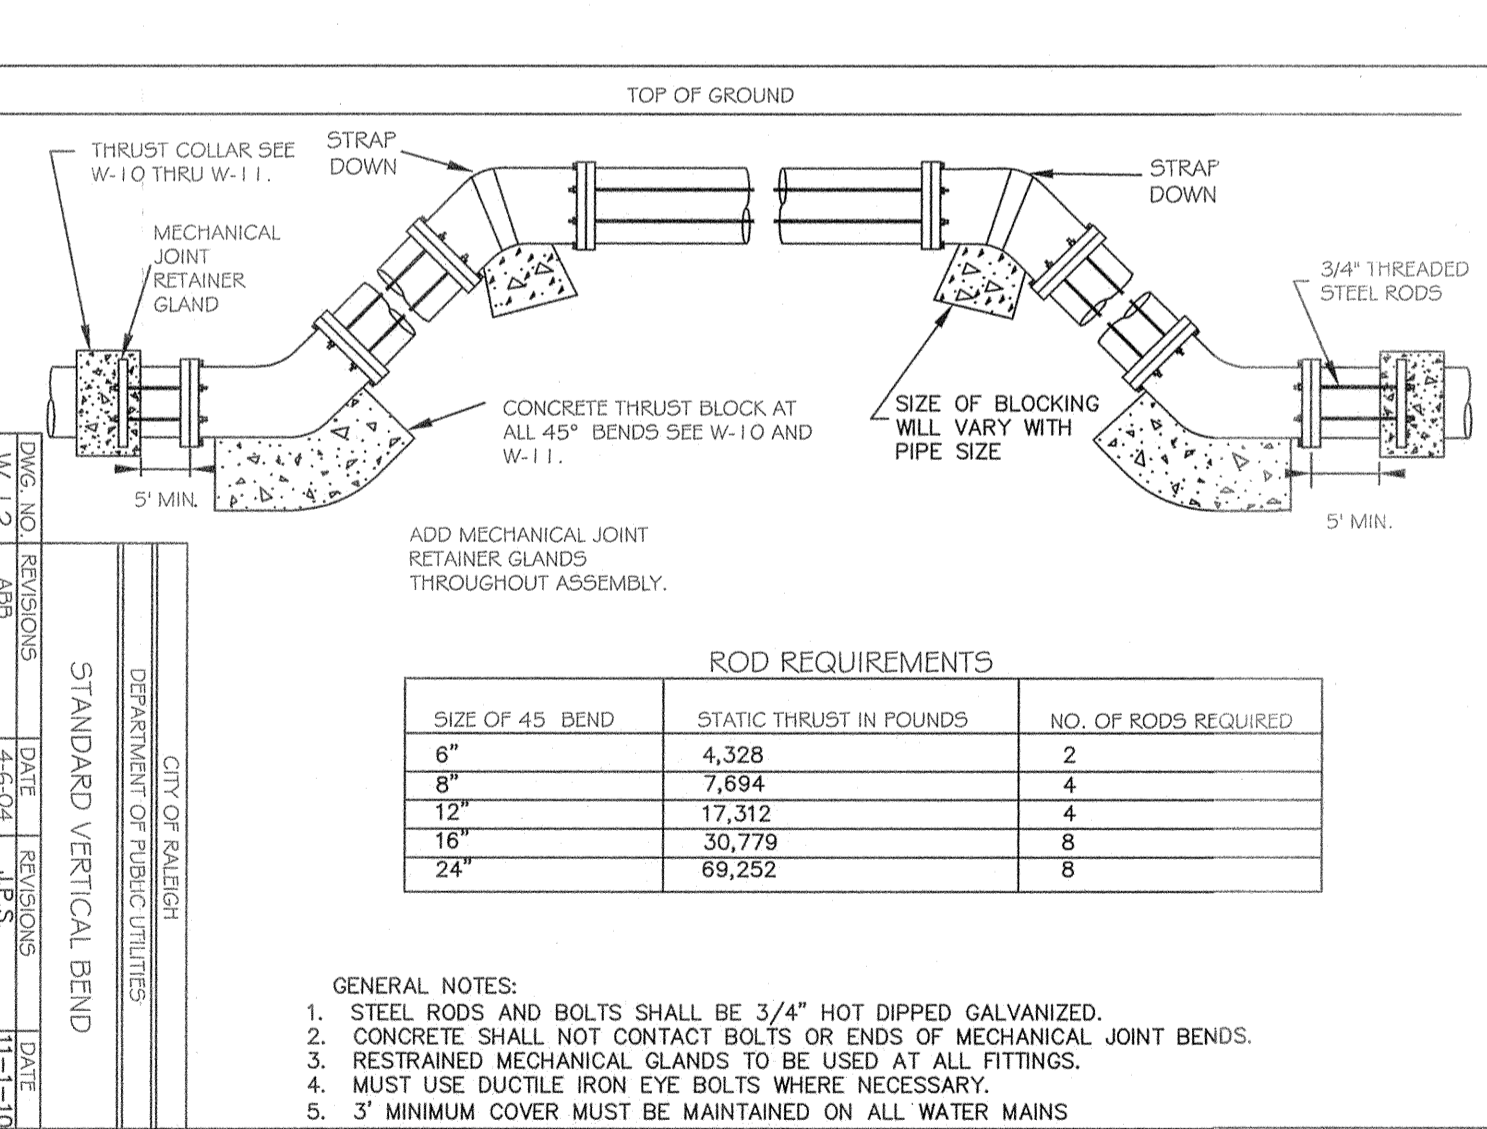 TOP OF GROUND
THRUST COLLAR SEE
W-10 THRU W-11.
STRAP
DOWN
STRAP
DOWN
MECHANICAL
JOINT
RETAINER
GLAND
3/4" THREADED
STEEL RODS
CONCRETE THRUST BLOCK AT
ALL 45° BENDS SEE W-10 AND
W-11.
SIZE OF BLOCKING
WILL VARY WITH
PIPE SIZE
5' MIN.
5' MIN.
ADD MECHANICAL JOINT
RETAINER GLANDS
THROUGHOUT ASSEMBLY.
ROD REQUIREMENTS
SIZE OF 45 BEND STATIC THRUST IN POUNDS NO. OF RODS REQUIRED
6" 4,328 2
8" 7,694 4
12" 17,312 4
16" 30,779 8
24" 69,252 8
GENERAL NOTES:
1. STEEL RODS AND BOLTS SHALL BE 3/4" HOT DIPPED GALVANIZED.
2. CONCRETE SHALL NOT CONTACT BOLTS OR ENDS OF MECHANICAL JOINT BENDS.
3. RESTRAINED MECHANICAL GLANDS TO BE USED AT ALL FITTINGS.
4. MUST USE DUCTILE IRON EYE BOLTS WHERE NECESSARY.
5. 3' MINIMUM COVER MUST BE MAINTAINED ON ALL WATER MAINS
CITY OF RALEIGH
DEPARTMENT OF PUBLIC UTILITIES
STANDARD VERTICAL BEND
DWG. NO. REVISIONS DATE REVISIONS DATE
W-12 ABB 4-6-04 J.P.S. 11-1-10